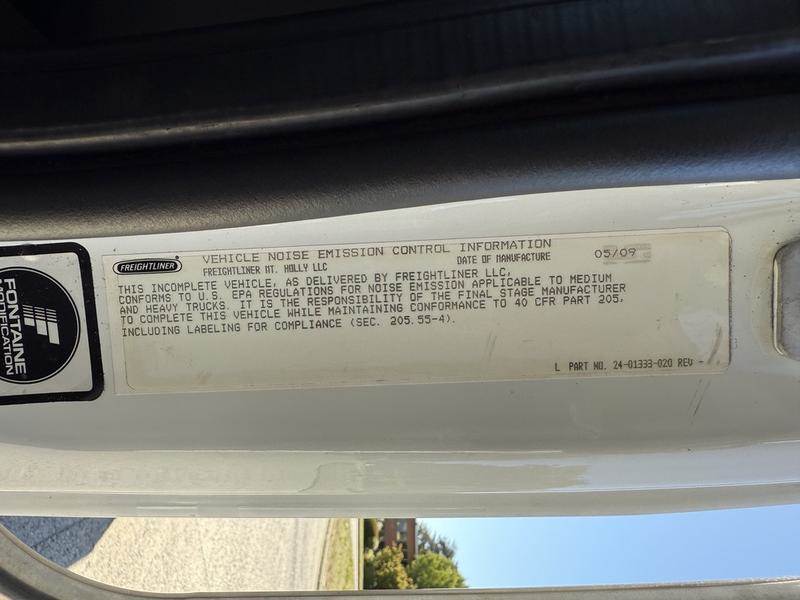 FREIGHTLINER
VEHICLE NOISE EMISSION CONTROL INFORMATION
FREIGHTLINER MT. HOLLY LLC
DATE OF MANUFACTURE
05/09
THIS INCOMPLETE VEHICLE, AS DELIVERED BY FREIGHTLINER LLC,
CONFORMS TO U.S. EPA REGULATIONS FOR NOISE EMISSION APPLICABLE TO MEDIUM
AND HEAVY TRUCKS. IT IS THE RESPONSIBILITY OF THE FINAL STAGE MANUFACTURER
TO COMPLETE THIS VEHICLE WHILE MAINTAINING CONFORMANCE TO 40 CFR PART 205,
INCLUDING LABELING FOR COMPLIANCE (SEC. 205.55-4).
L PART NO. 24-01333-020 REV -
FONTAINE
MODIFICATION